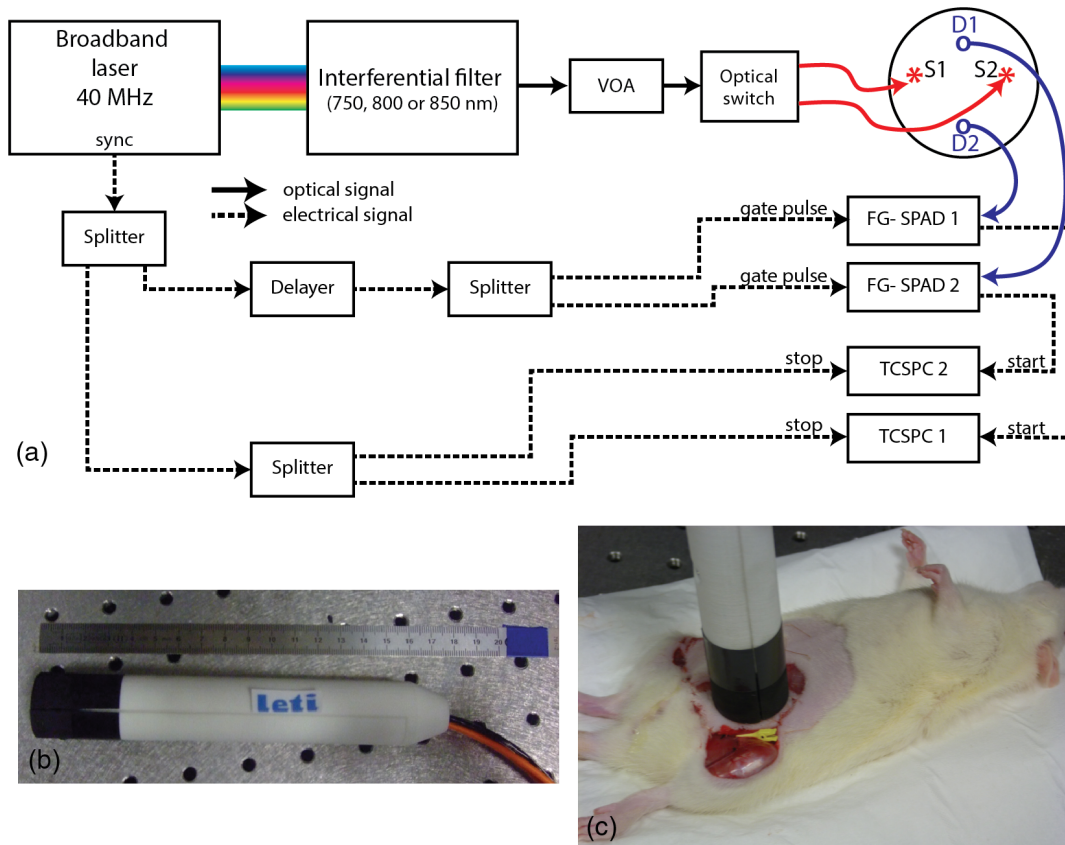 Broadband
laser
40 MHz
sync
Interferential filter
(750, 800 or 850 nm)
VOA
Optical
switch
D1
S1
S2
D2
optical signal
electrical signal
Splitter
Delayer
Splitter
gate pulse
FG- SPAD 1
gate pulse
FG- SPAD 2
stop
TCSPC 2
start
stop
TCSPC 1
start
Splitter
(a)
leti
(b)
(c)